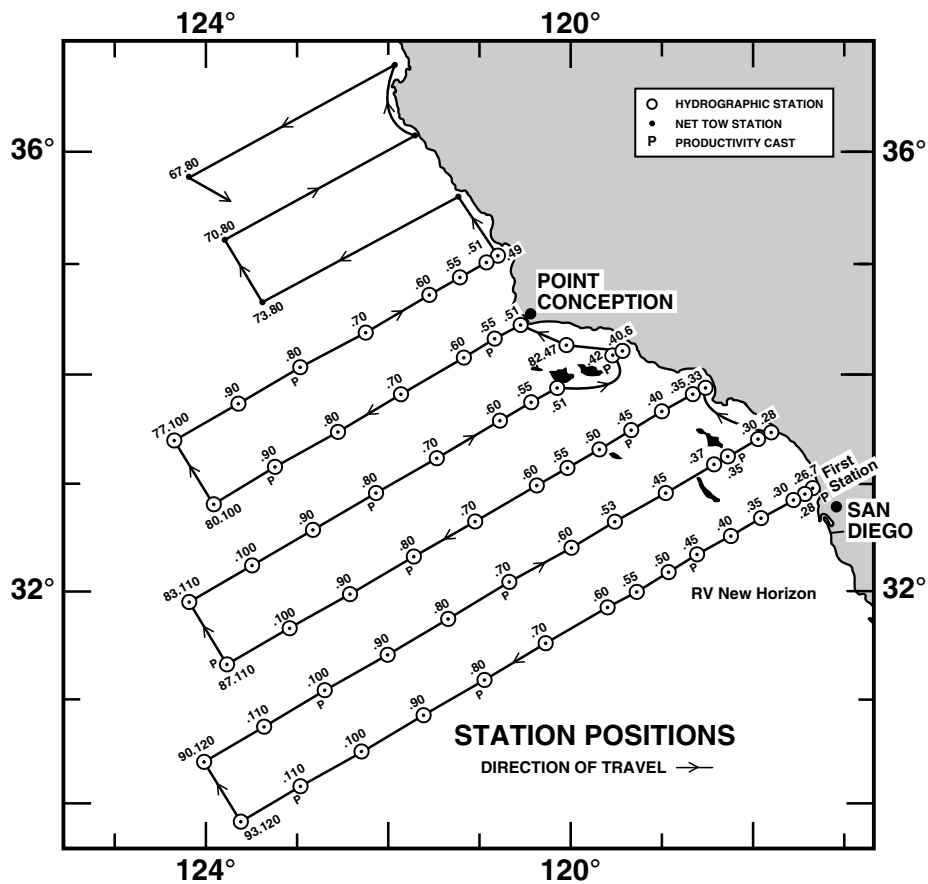 124°
120°
36°
36°
HYDROGRAPHIC STATION
NET TOW STATION
P PRODUCTIVITY CAST
67.80
70.80
73.80
.60
.55
.51
.49
POINT
CONCEPTION
.70
.80
P
.90
77.100
.51
.55
P
.60
.70
.80
.90
P
80.100
82.47
.42
P
.40.6
.51
.55
.60
.70
.80
P
.90
.100
83.110
.33
.35
.40
.45
P
.50
.55
.60
.70
.80
P
.90
.100
P
87.110
.28
.30
P
.35
.37
.45
.53
.60
.70
P
.80
.90
.100
P
.110
90.120
First
Station
.26.7
P
.28
.30
.35
.40
.45
P
.50
.55
.60
.70
.80
P
.90
.100
.110
P
93.120
SAN
DIEGO
32°
32°
RV New Horizon
STATION POSITIONS
DIRECTION OF TRAVEL
124°
120°